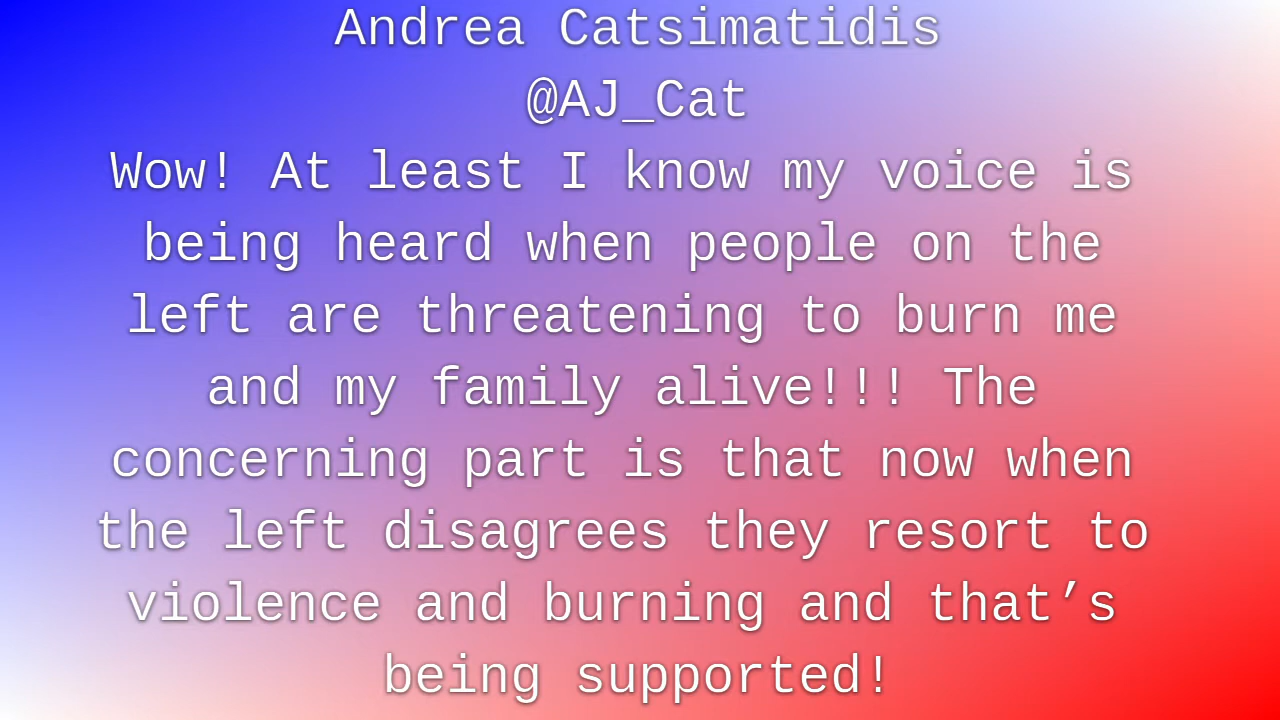 Andrea Catsimatidis
@AJ_Cat
Wow! At least I know my voice is
being heard when people on the
left are threatening to burn me
and my family alive!!! The
concerning part is that now when
the left disagrees they resort to
violence and burning and that’s
being supported!